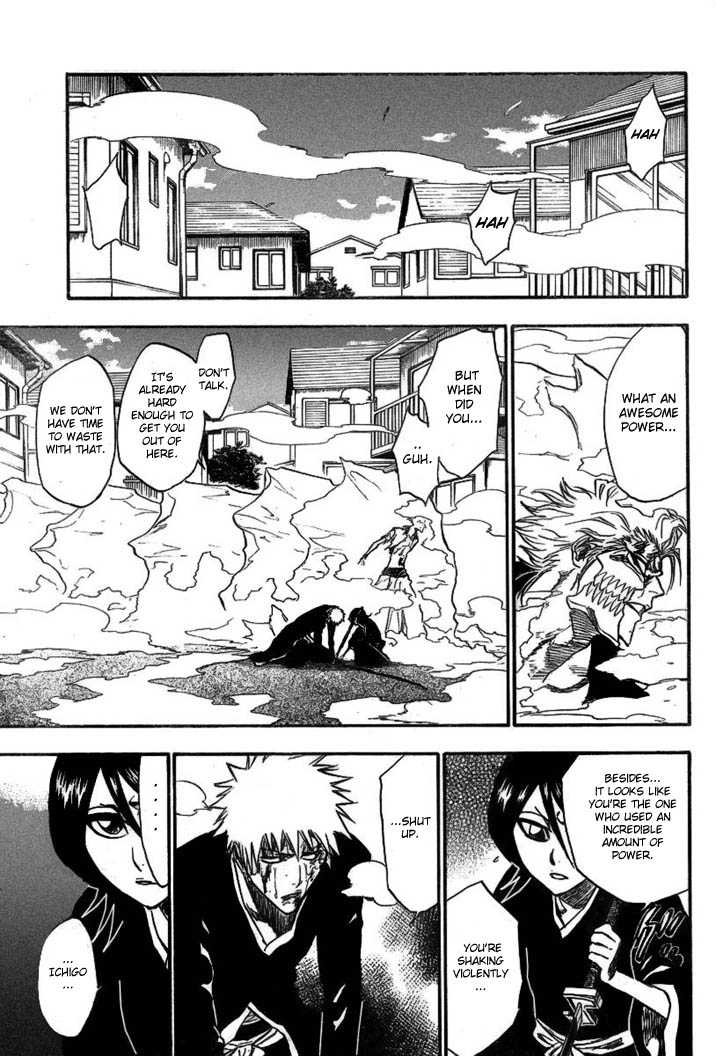 HAH
HAH
WHAT AN
AWESOME
POWER...
BUT
WHEN
DID
YOU...
..
GUH.
DON'T
TALK.
IT'S
ALREADY
HARD
ENOUGH TO
GET YOU
OUT OF
HERE.
WE DON'T
HAVE TIME
TO WASTE
WITH THAT.
BESIDES...
IT LOOKS LIKE
YOU'RE THE ONE
WHO USED AN
INCREDIBLE
AMOUNT OF
POWER.
YOU'RE
SHAKING
VIOLENTLY
...
...SHUT
UP.
....
...
ICHIGO
...